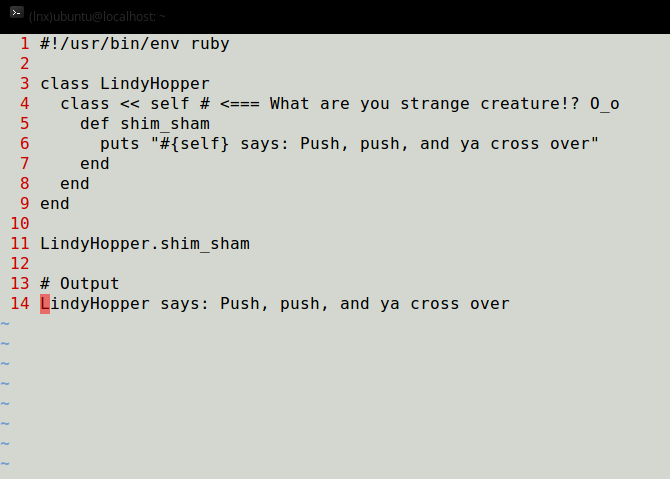 (lnx)ubuntu@localhost: ~
1 #!/usr/bin/env ruby
2
3 class LindyHopper
4   class << self # <=== What are you strange creature!? O_o
5     def shim_sham
6       puts "#{self} says: Push, push, and ya cross over"
7     end
8   end
9 end
10
11 LindyHopper.shim_sham
12
13 # Output
14 LindyHopper says: Push, push, and ya cross over
~
~
~
~
~
~
~
~